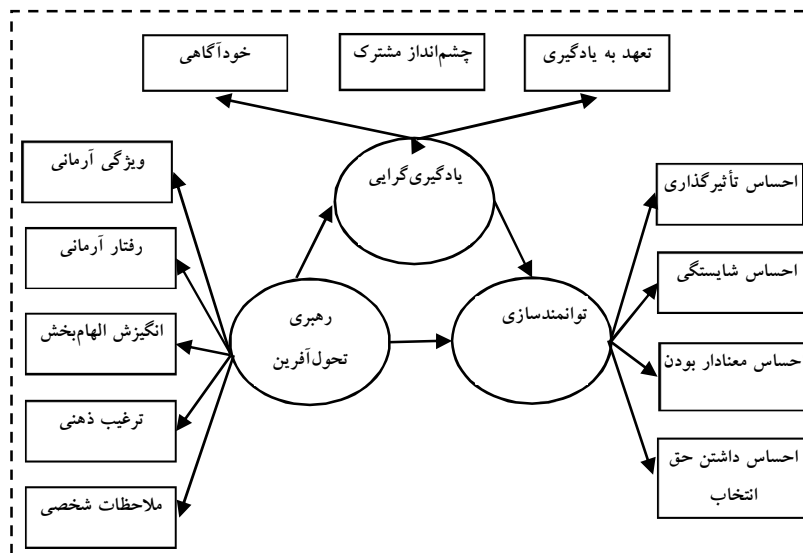 تعهد به یادگیری
چشم‌انداز مشترک
خودآگاهی
یادگیری‌گرایی
احساس تأثیرگذاری
احساس شایستگی
حساس معنادار بودن
احساس داشتن حق
انتخاب
توانمندسازی
رهبری
تحول‌آفرین
ویژگی آرمانی
رفتار آرمانی
انگیزش الهام‌بخش
ترغیب ذهنی
ملاحظات شخصی